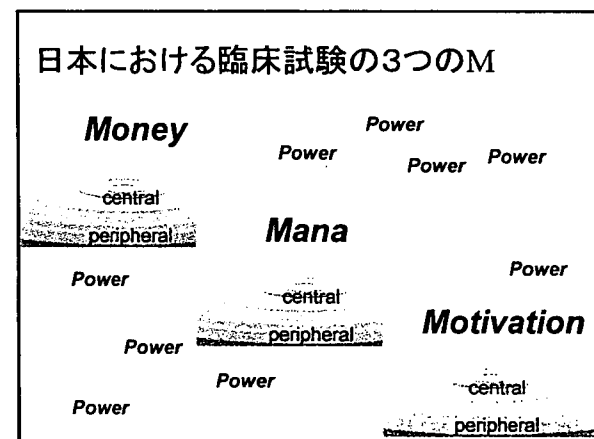 日本における臨床試験の3つのM
Money
Power
Power
Power
Power
central
peripheral
Mana
Power
Power
central
peripheral
Motivation
Power
Power
Power
central
peripheral